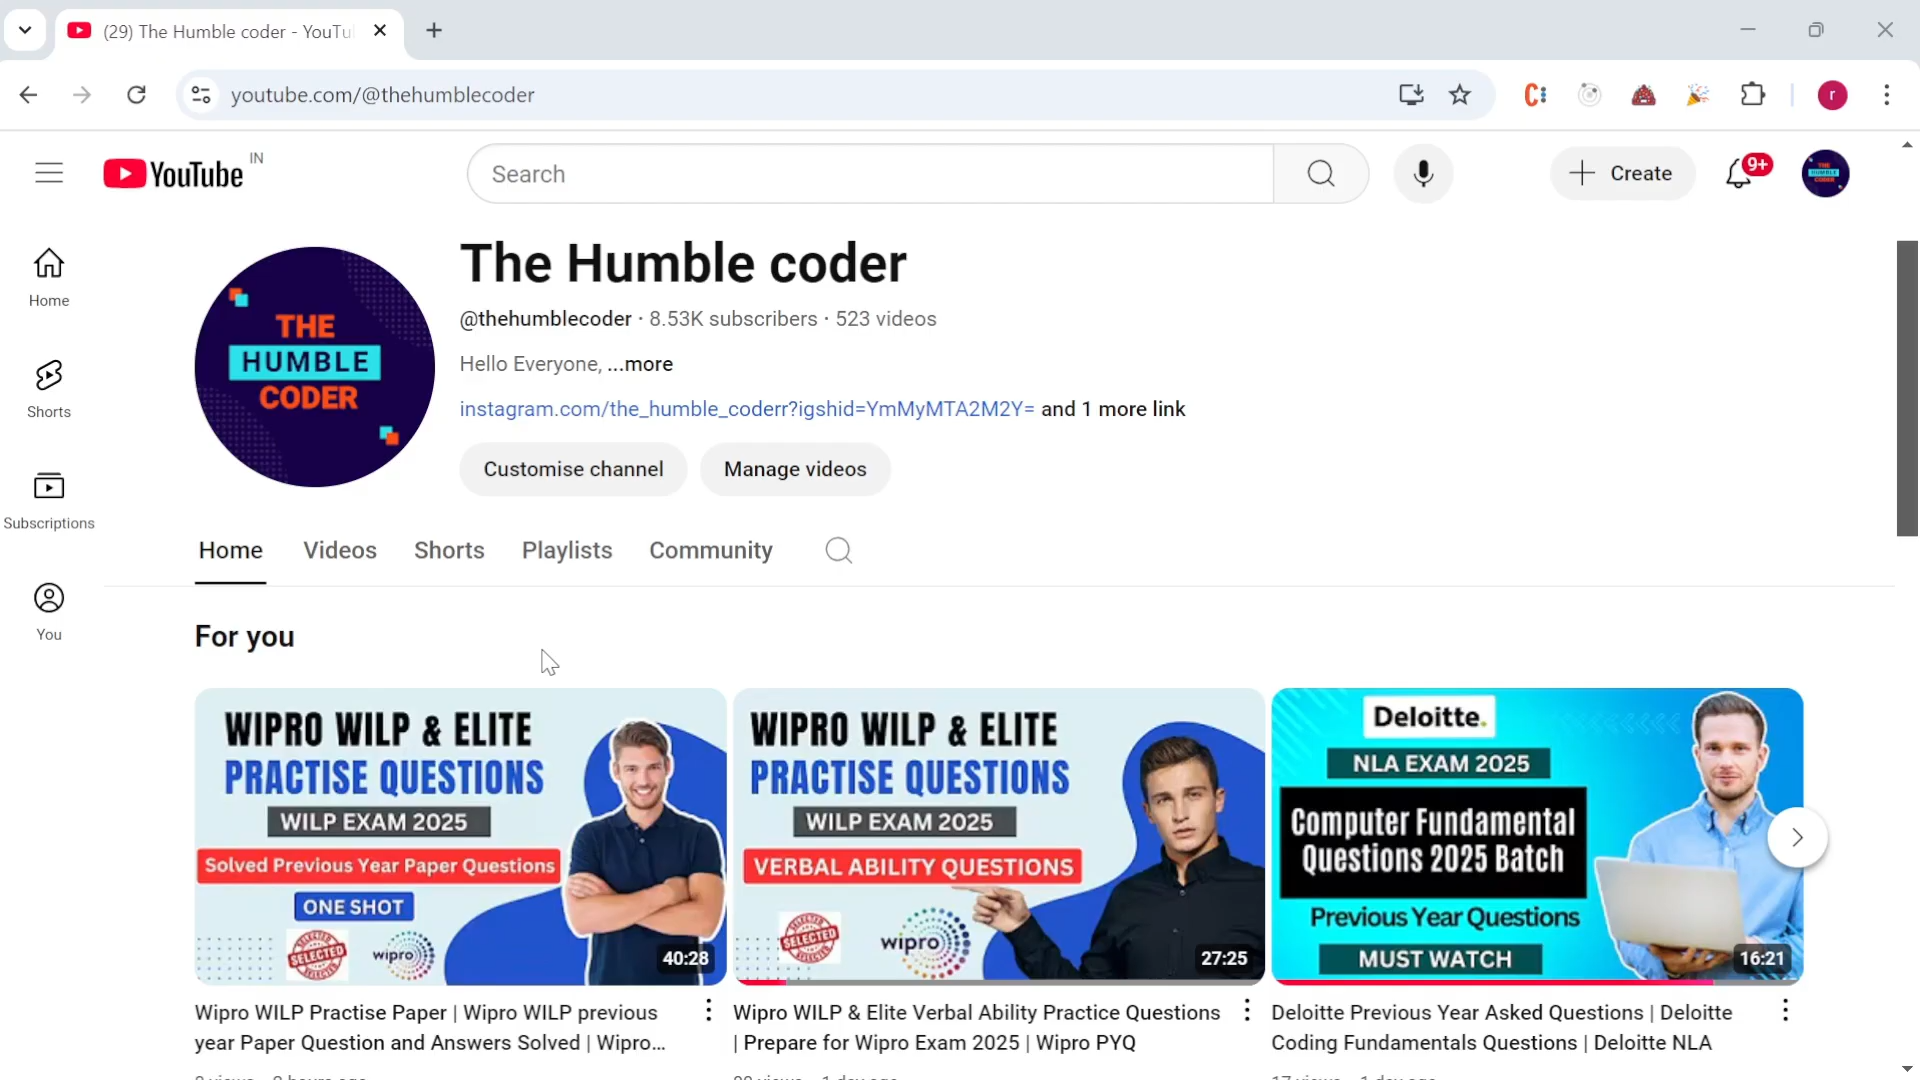 (29) The Humble coder - YouTu
youtube.com/@thehumblecoder
r
YouTube IN
Search
Create
9+
THE
HUMBLE
CODER
Home
Shorts
Subscriptions
You
THE
HUMBLE
CODER
The Humble coder
@thehumblecoder · 8.53K subscribers · 523 videos
Hello Everyone, ...more
instagram.com/the_humble_coderr?igshid=YmMyMTA2M2Y= and 1 more link
Customise channel Manage videos
Home Videos Shorts Playlists Community
For you
WIPRO WILP & ELITE
PRACTISE QUESTIONS
WILP EXAM 2025
Solved Previous Year Paper Questions
ONE SHOT
SELECTED
wipro
40:28
Wipro WILP Practise Paper | Wipro WILP previous
year Paper Question and Answers Solved | Wipro...
WIPRO WILP & ELITE
PRACTISE QUESTIONS
WILP EXAM 2025
VERBAL ABILITY QUESTIONS
SELECTED
wipro
27:25
Wipro WILP & Elite Verbal Ability Practice Questions
| Prepare for Wipro Exam 2025 | Wipro PYQ
Deloitte.
NLA EXAM 2025
Computer Fundamental
Questions 2025 Batch
Previous Year Questions
MUST WATCH
16:21
Deloitte Previous Year Asked Questions | Deloitte
Coding Fundamentals Questions | Deloitte NLA